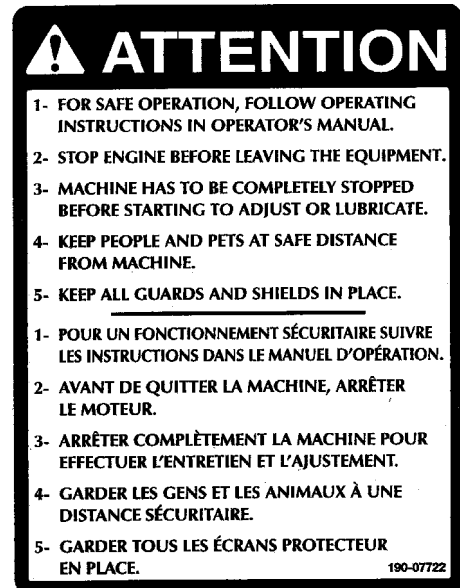 ATTENTION
1- FOR SAFE OPERATION, FOLLOW OPERATING
INSTRUCTIONS IN OPERATOR'S MANUAL.
2- STOP ENGINE BEFORE LEAVING THE EQUIPMENT.
3- MACHINE HAS TO BE COMPLETELY STOPPED
BEFORE STARTING TO ADJUST OR LUBRICATE.
4- KEEP PEOPLE AND PETS AT SAFE DISTANCE
FROM MACHINE.
5- KEEP ALL GUARDS AND SHIELDS IN PLACE.
1- POUR UN FONCTIONNEMENT SÉCURITAIRE SUIVRE
LES INSTRUCTIONS DANS LE MANUEL D'OPÉRATION.
2- AVANT DE QUITTER LA MACHINE, ARRÊTER
LE MOTEUR.
3- ARRÊTER COMPLÈTEMENT LA MACHINE POUR
EFFECTUER L'ENTRETIEN ET L'AJUSTEMENT.
4- GARDER LES GENS ET LES ANIMAUX À UNE
DISTANCE SÉCURITAIRE.
5- GARDER TOUS LES ÉCRANS PROTECTEUR
EN PLACE. 190-07722